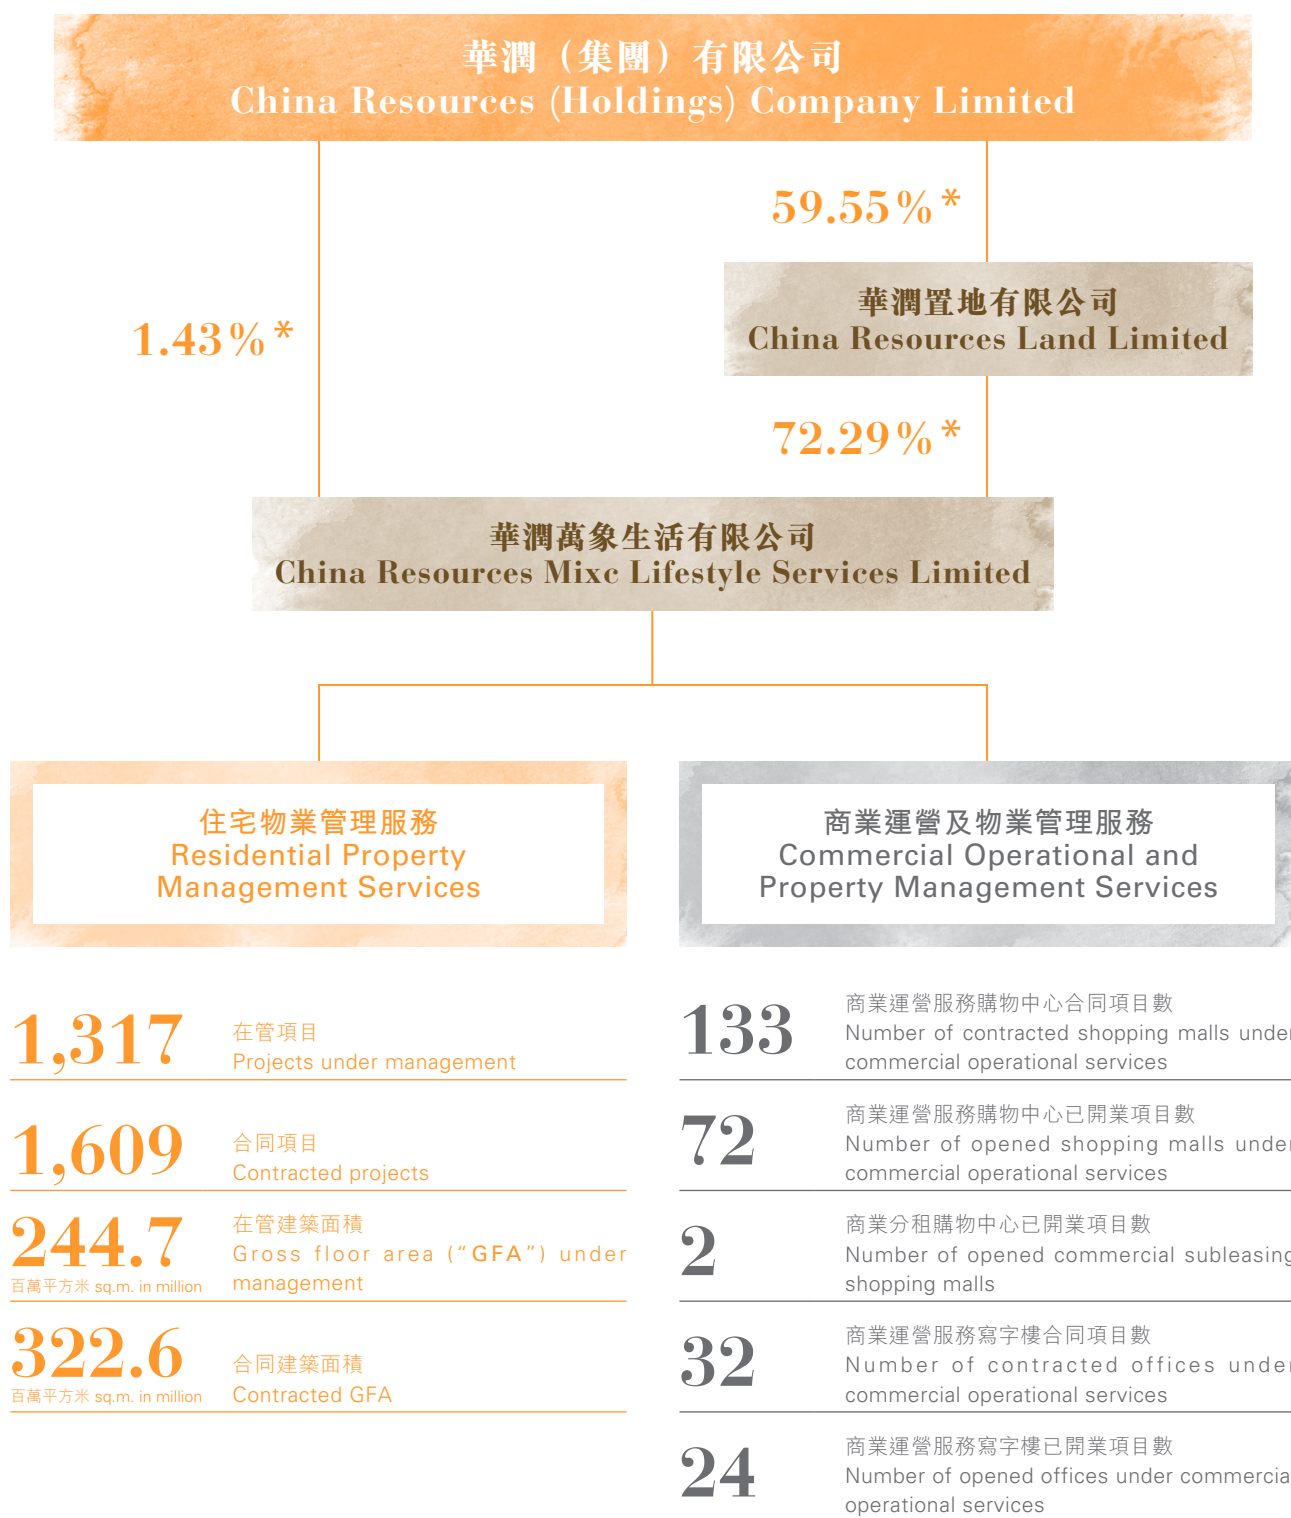 華潤（集團）有限公司
China Resources (Holdings) Company Limited
59.55%*
華潤置地有限公司
China Resources Land Limited
1.43%*
72.29%*
華潤萬象生活有限公司
China Resources Mixc Lifestyle Services Limited
住宅物業管理服務
Residential Property
Management Services
1,317
在管項目
Projects under management
1,609
合同項目
Contracted projects
244.7
百萬平方米 sq.m. in million
在管建築面積
Gross floor area (“GFA”) under
management
322.6
百萬平方米 sq.m. in million
合同建築面積
Contracted GFA
商業運營及物業管理服務
Commercial Operational and
Property Management Services
133
商業運營服務購物中心合同項目數
Number of contracted shopping malls under
commercial operational services
72
商業運營服務購物中心已開業項目數
Number of opened shopping malls under
commercial operational services
2
商業分租購物中心已開業項目數
Number of opened commercial subleasing
shopping malls
32
商業運營服務寫字樓合同項目數
Number of contracted offices under
commercial operational services
24
商業運營服務寫字樓已開業項目數
Number of opened offices under commercia
operational services